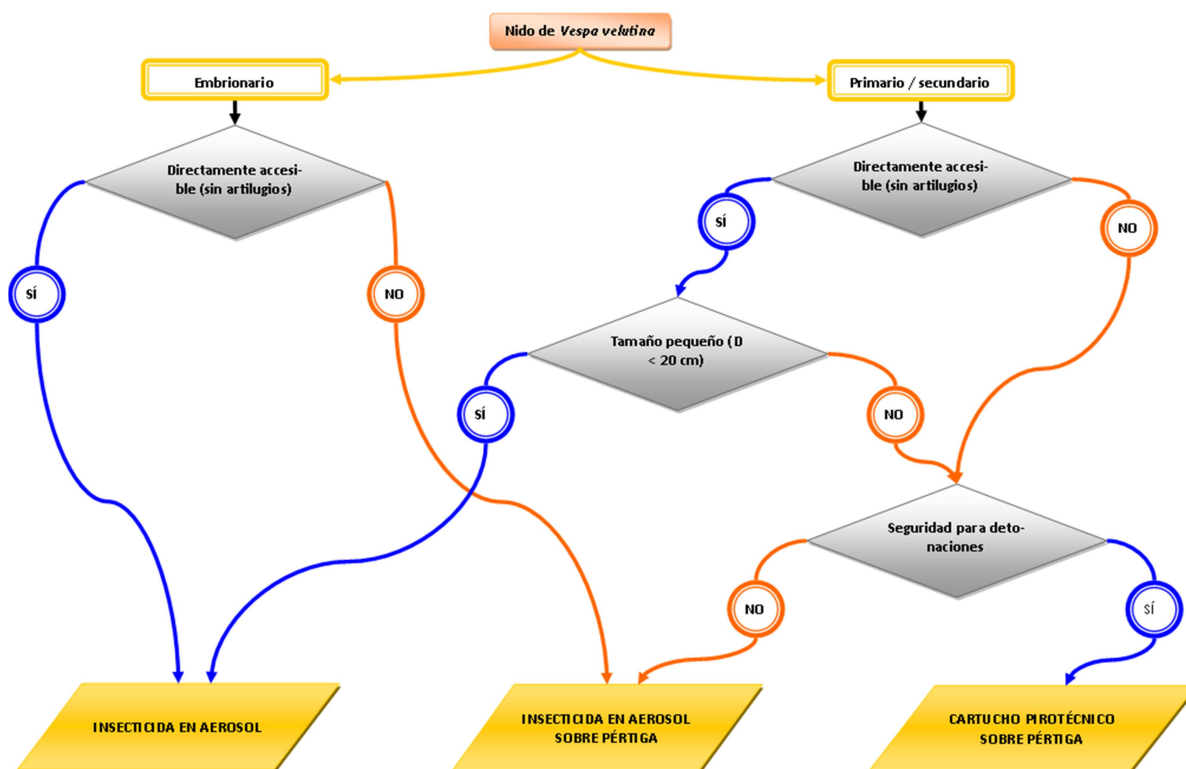 Nido de Vespa velutina
Embrionario
Primario / secundario
Directamente accesi-
ble (sin artilugios)
Directamente accesi-
ble (sin artilugios)
SÍ
NO
SÍ
NO
Tamaño pequeño (D
< 20 cm)
SÍ
NO
Seguridad para deto-
naciones
NO
SÍ
INSECTICIDA EN AEROSOL
INSECTICIDA EN AEROSOL
SOBRE PÉRTIGA
CARTUCHO PIROTÉCNICO
SOBRE PÉRTIGA